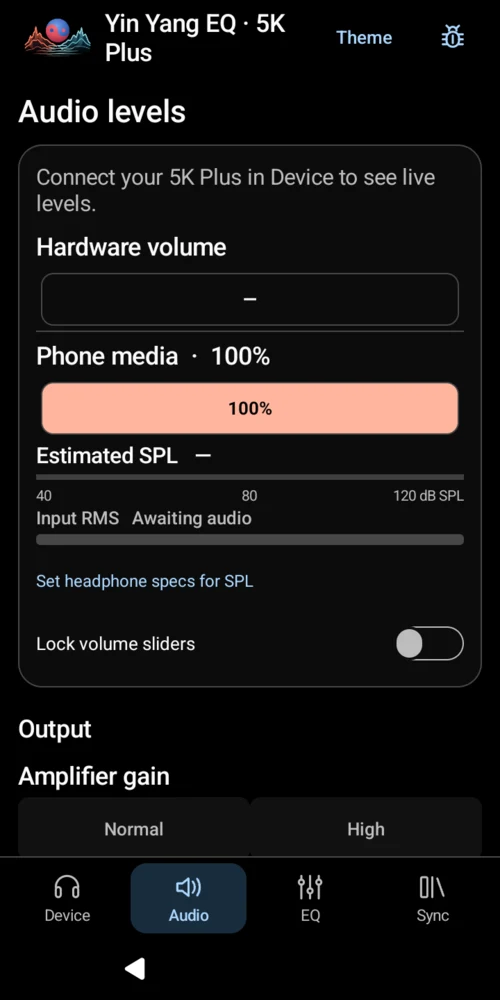 Yin Yang EQ · 5K
Plus
Theme
Audio levels
Connect your 5K Plus in Device to see live
levels.
Hardware volume
–
Phone media · 100%
100%
Estimated SPL –
40 80 120 dB SPL
Input RMS Awaiting audio
Set headphone specs for SPL
Lock volume sliders
Output
Amplifier gain
Normal High
Device Audio EQ Sync